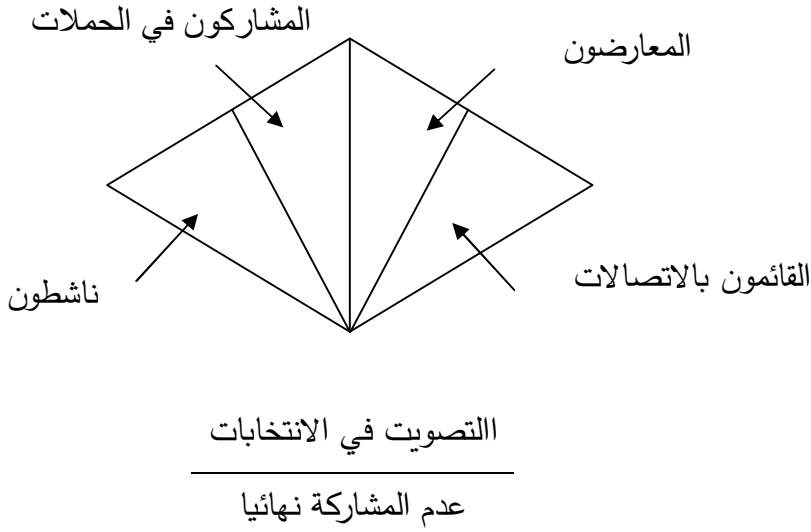 المشاركون في الحملات
المعارضون
القائمون بالاتصالات
ناشطون
االتصويت في الانتخابات
عدم المشاركة نهائيا